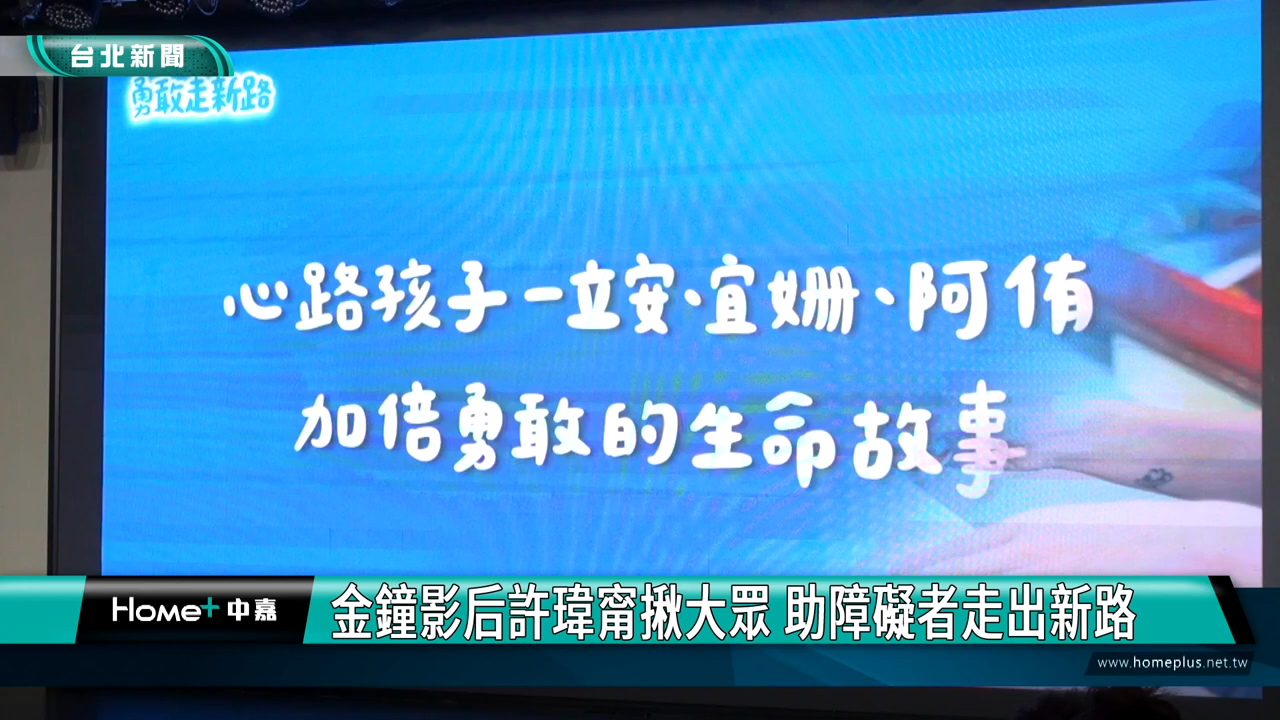 台北新聞
勇敢走新路
心路孩子－立安、宜姍、阿侑
加倍勇敢的生命故事
Home+ 中嘉
金鐘影后許瑋甯揪大眾 助障礙者走出新路
www.homeplus.net.tw